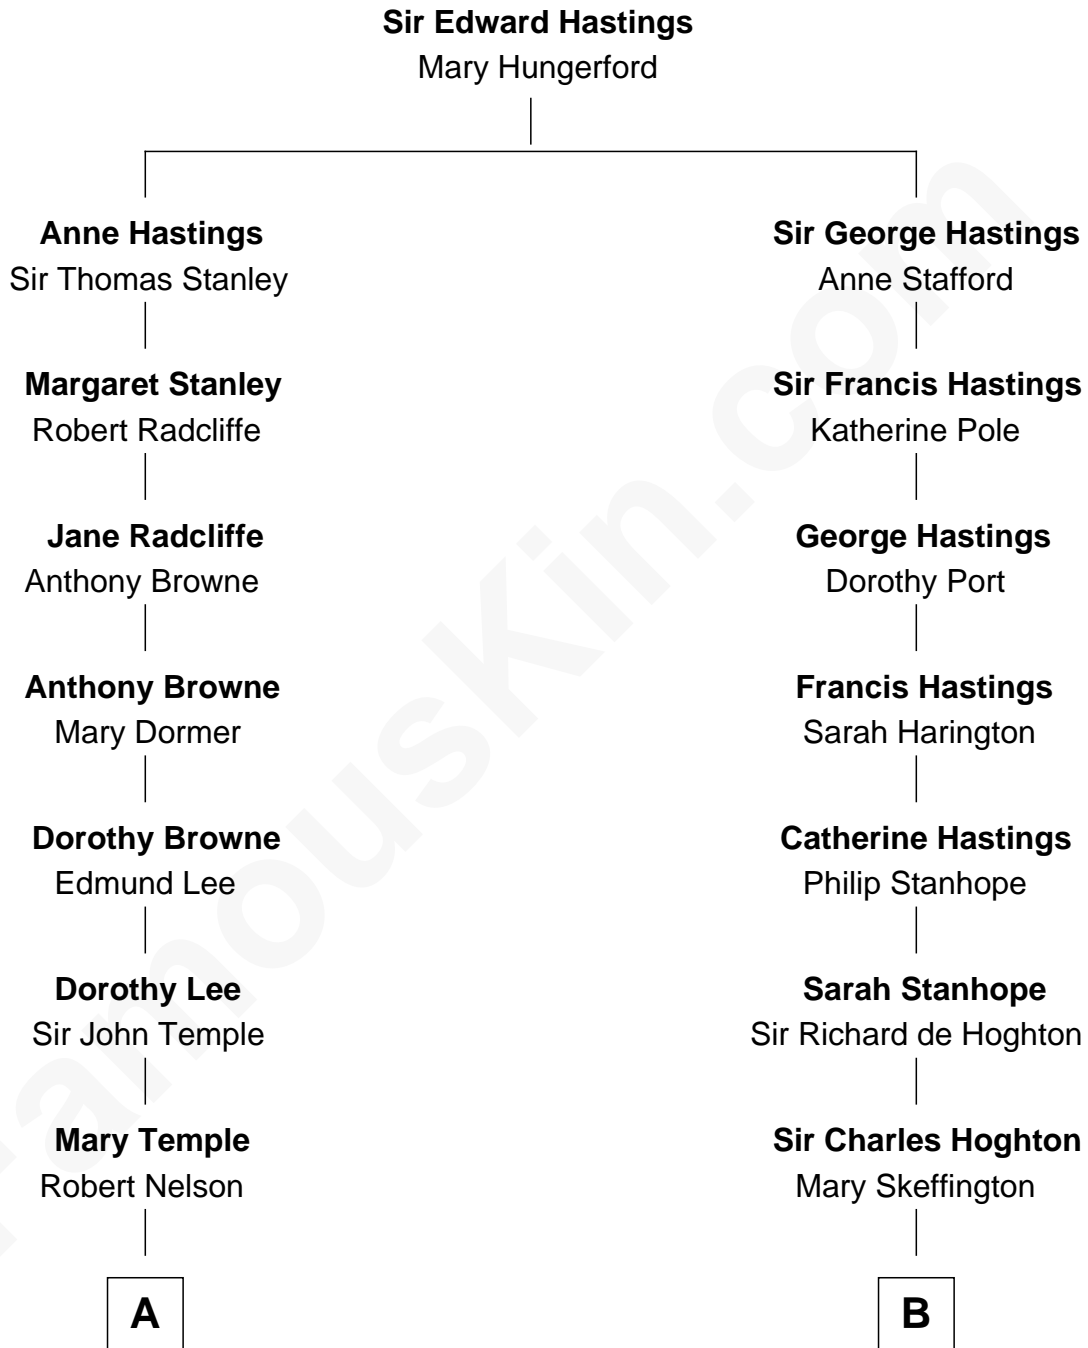 Sir Edward Hastings
Mary Hungerford
Anne Hastings
Sir Thomas Stanley
Sir George Hastings
Anne Stafford
Margaret Stanley
Robert Radcliffe
Sir Francis Hastings
Katherine Pole
Jane Radcliffe
Anthony Browne
George Hastings
Dorothy Port
Anthony Browne
Mary Dormer
Francis Hastings
Sarah Harington
Dorothy Browne
Edmund Lee
Catherine Hastings
Philip Stanhope
Dorothy Lee
Sir John Temple
Sarah Stanhope
Sir Richard de Hoghton
Mary Temple
Robert Nelson
Sir Charles Hoghton
Mary Skeffington
A
B
FamousKin.com